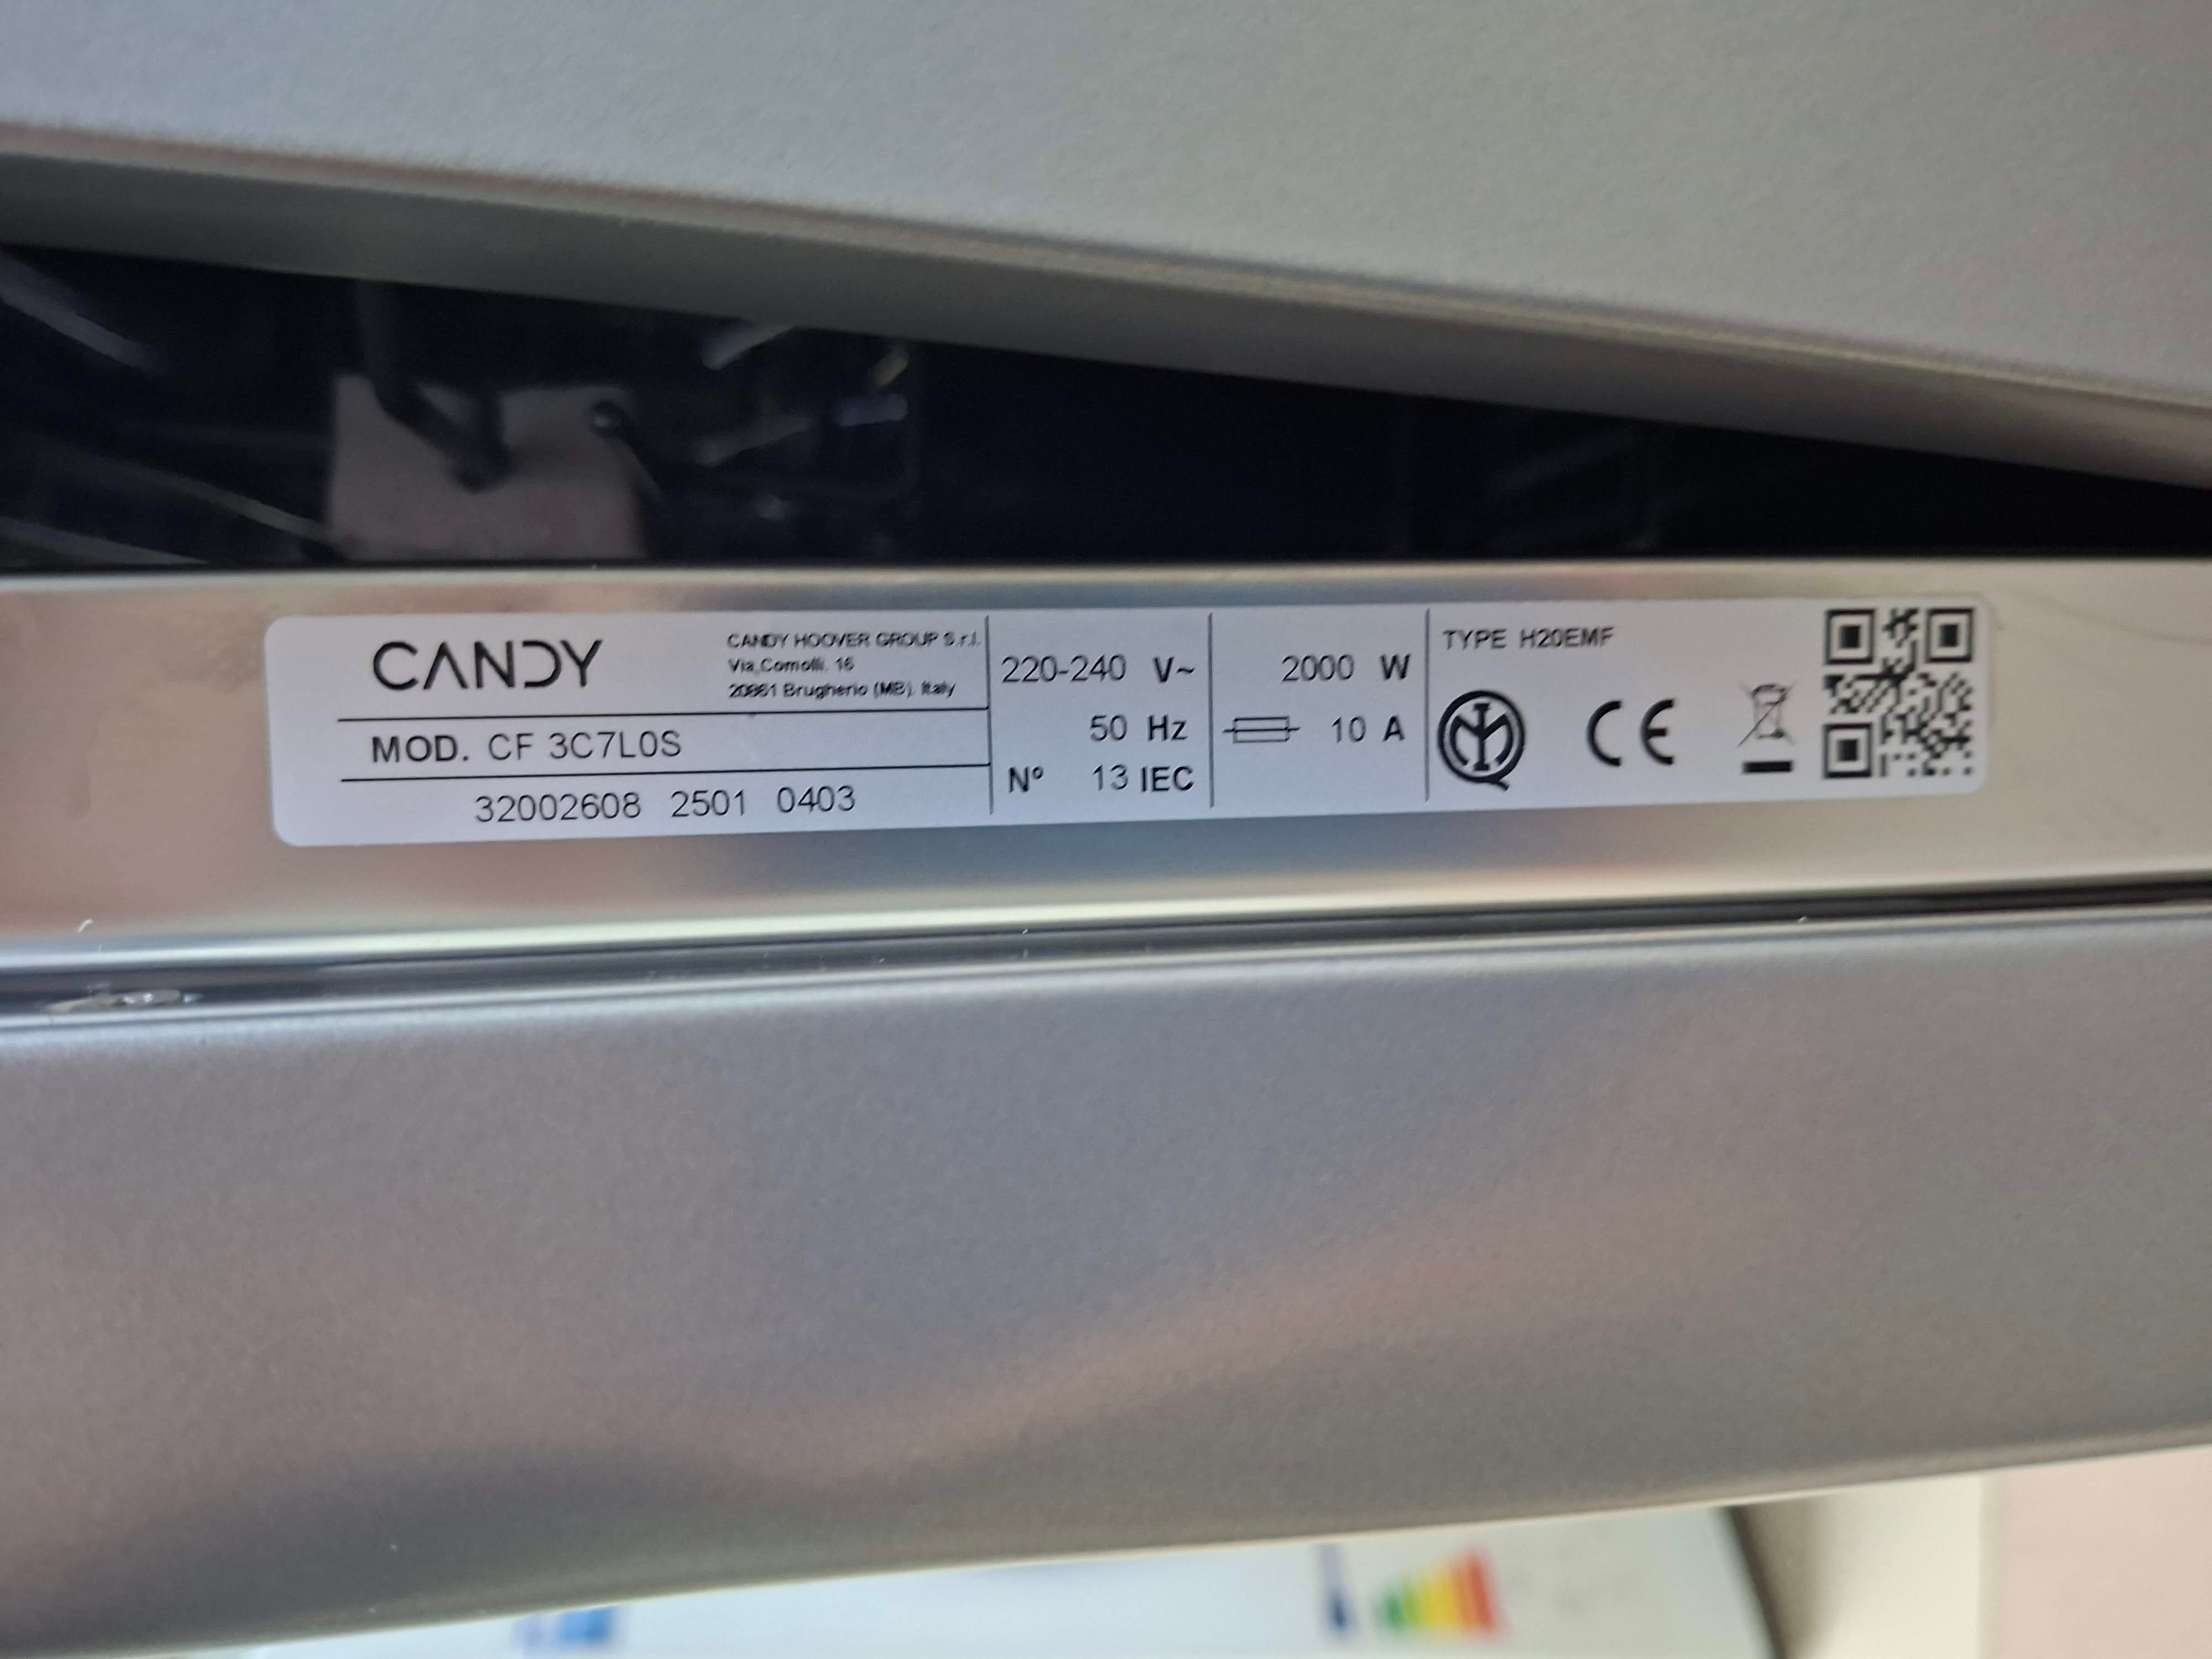 CANDY
CANDY HOOVER GROUP S.r.l.
Via Comolli, 16
20861 Brugherio (MB). Italy
MOD. CF 3C7L0S
32002608 2501 0403
220-240 V~
50 Hz
Nº 13 IEC
2000 W
10 A
TYPE H20EMF
CE